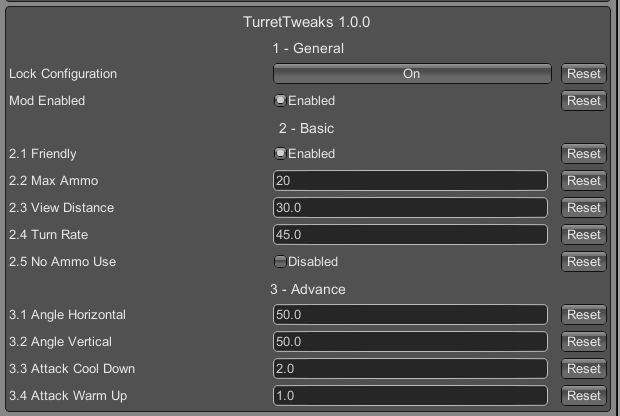 TurretTweaks 1.0.0
1 - General
Lock Configuration On Reset
Mod Enabled Enabled Reset
2 - Basic
2.1 Friendly Enabled Reset
2.2 Max Ammo 20 Reset
2.3 View Distance 30.0 Reset
2.4 Turn Rate 45.0 Reset
2.5 No Ammo Use Disabled Reset
3 - Advance
3.1 Angle Horizontal 50.0 Reset
3.2 Angle Vertical 50.0 Reset
3.3 Attack Cool Down 2.0 Reset
3.4 Attack Warm Up 1.0 Reset